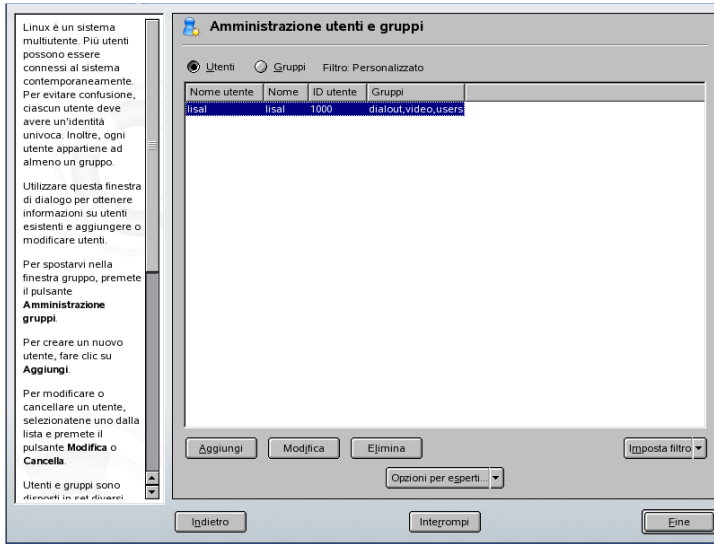 Linux è un sistema
multiutente. Più utenti
possono essere
connessi al sistema
contemporaneamente.
Per evitare confusione,
ciascun utente deve
avere un'identità
univoca. Inoltre, ogni
utente appartiene ad
almeno un gruppo.
Utilizzare questa finestra
di dialogo per ottenere
informazioni su utenti
esistenti e aggiungere o
modificare utenti.
Per spostarvi nella
finestra gruppo, premete
il pulsante
Amministrazione
gruppi.
Per creare un nuovo
utente, fare clic su
Aggiungi.
Per modificare o
cancellare un utente,
selezionatene uno dalla
lista e premete il
pulsante Modifica o
Cancella.
Utenti e gruppi sono
disposti in set diversi
Amministrazione utenti e gruppi
Utenti Gruppi Filtro: Personalizzato
Nome utente Nome ID utente Gruppi
lisal lisal 1000 dialout,video,users
Aggiungi Modifica Elimina Imposta filtro
Opzioni per esperti...
Indietro Interrompi Fine